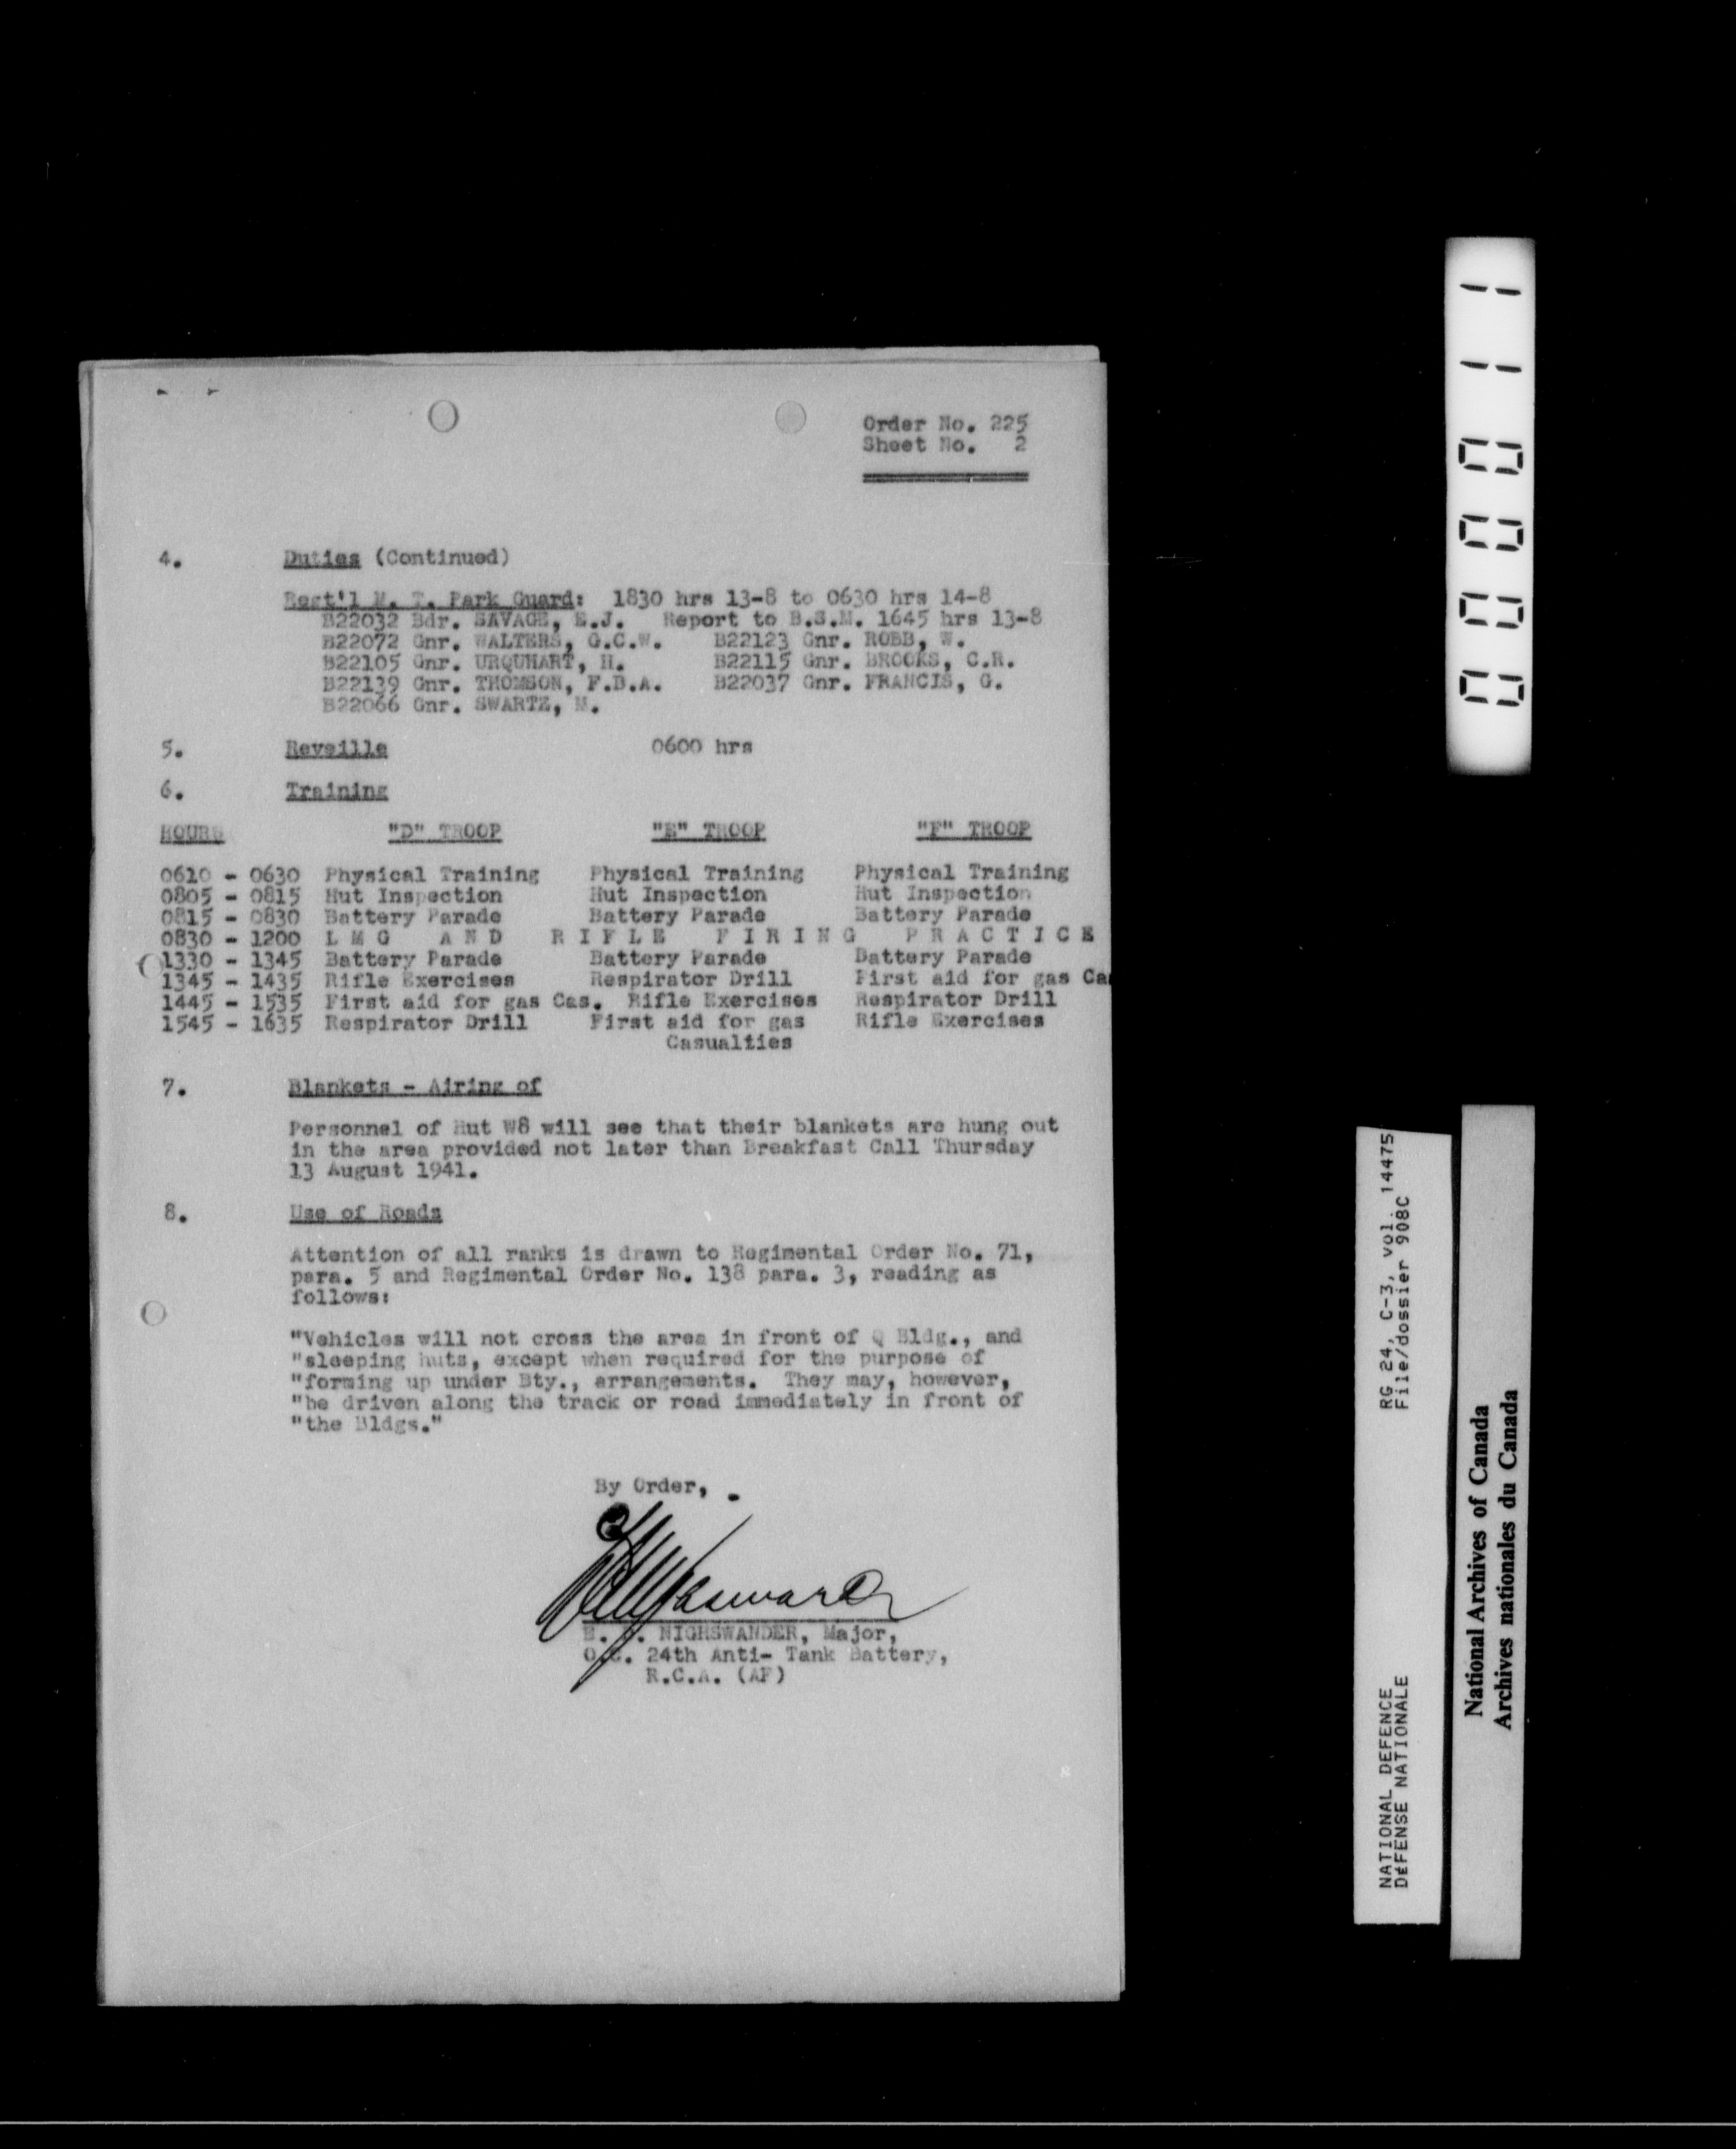 Order No. 225
Sheet No. 2
4. Duties (Continued)
Regt'l M. T. Park Guard: 1830 hrs 13-8 to 0630 hrs 14-8
B22032 Bdr. SAVAGE, E.J. Report to B.S.M. 1645 hrs 13-8
B22072 Gnr. WALTERS, G.C.W. B22123 Gnr. ROBB, W.
B22105 Gnr. URQUHART, H. B22115 Gnr. BROOKS, C.R.
B22139 Gnr. THOMSON, F.B.A. B22037 Gnr. FRANCIS, G.
B22066 Gnr. SWARTZ, M.
5. Reveille 0600 hrs
6. Training
HOURS "D" TROOP "E" TROOP "F" TROOP
0610 - 0630 Physical Training Physical Training Physical Training
0805 - 0815 Hut Inspection Hut Inspection Hut Inspection
0815 - 0830 Battery Parade Battery Parade Battery Parade
0830 - 1200 L M G A N D R I F L E F I R I N G P R A C T I C E
1330 - 1345 Battery Parade Battery Parade Battery Parade
1345 - 1435 Rifle Exercises Respirator Drill First aid for gas Cas
1445 - 1535 First aid for gas Cas. Rifle Exercises Respirator Drill
1545 - 1635 Respirator Drill First aid for gas Rifle Exercises
Casualties
7. Blankets - Airing of
Personnel of Hut W8 will see that their blankets are hung out
in the area provided not later than Breakfast Call Thursday
13 August 1941.
8. Use of Roads
Attention of all ranks is drawn to Regimental Order No. 71,
para. 5 and Regimental Order No. 138 para. 3, reading as
follows:
"Vehicles will not cross the area in front of Q Bldg., and
"sleeping huts, except when required for the purpose of
"forming up under Bty., arrangements. They may, however,
"be driven along the track or road immediately in front of
"the Bldgs."
By Order,
NIGHSWANDER, Major,
O.C. 24th Anti- Tank Battery,
R.C.A. (AF)
000011
RG 24, C-3, vol. 14475
File/dossier 908C
NATIONAL DEFENCE
DÉFENSE NATIONALE
National Archives of Canada
Archives nationales du Canada